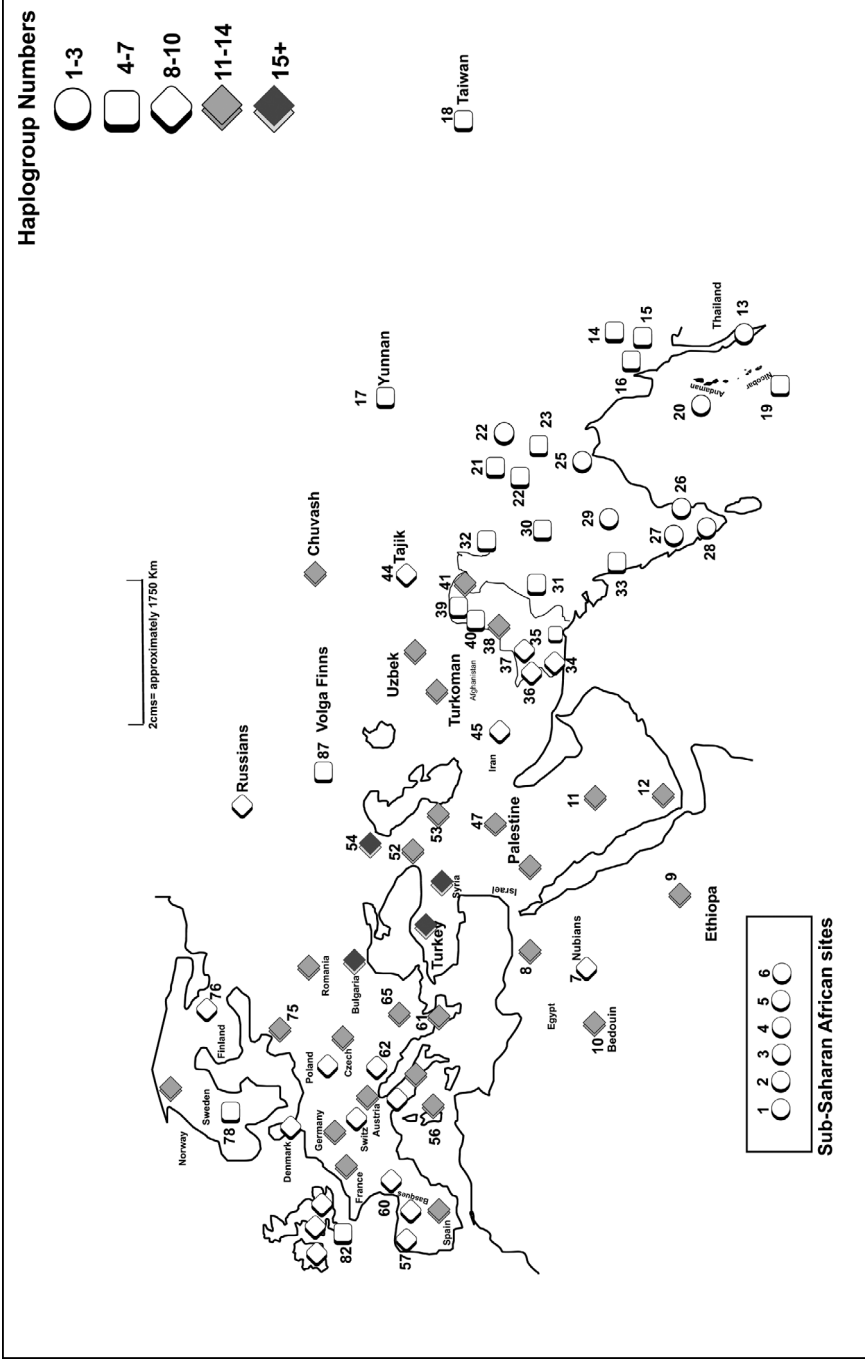 Haplogroup Numbers
1-3
4-7
8-10
11-14
15+
2cms= approximately 1750 Km
Norway
Sweden
78
Finland
76
75
Denmark
Russians
87 Volga Finns
Chuvash
44
Tajik
Uzbek
Turkoman
Afghanistan
17
Yunnan
18
Taiwan
Poland
Romania
Germany
Czech
Bulgaria
Switz
Austria
62
65
61
France
82
60
Basques
57
Spain
56
54
52
53
Turkey
Syria
Israel
Palestine
47
45
Iran
41
39
40
38
37
36
35
34
32
30
31
33
29
21
22
22
23
25
26
27
28
14
15
16
Thailand
13
20
Andaman
Nicobar
19
11
12
9
Ethiopa
8
7
Nubians
Egypt
10
Bedouin
1 2 3 4 5 6
Sub-Saharan African sites